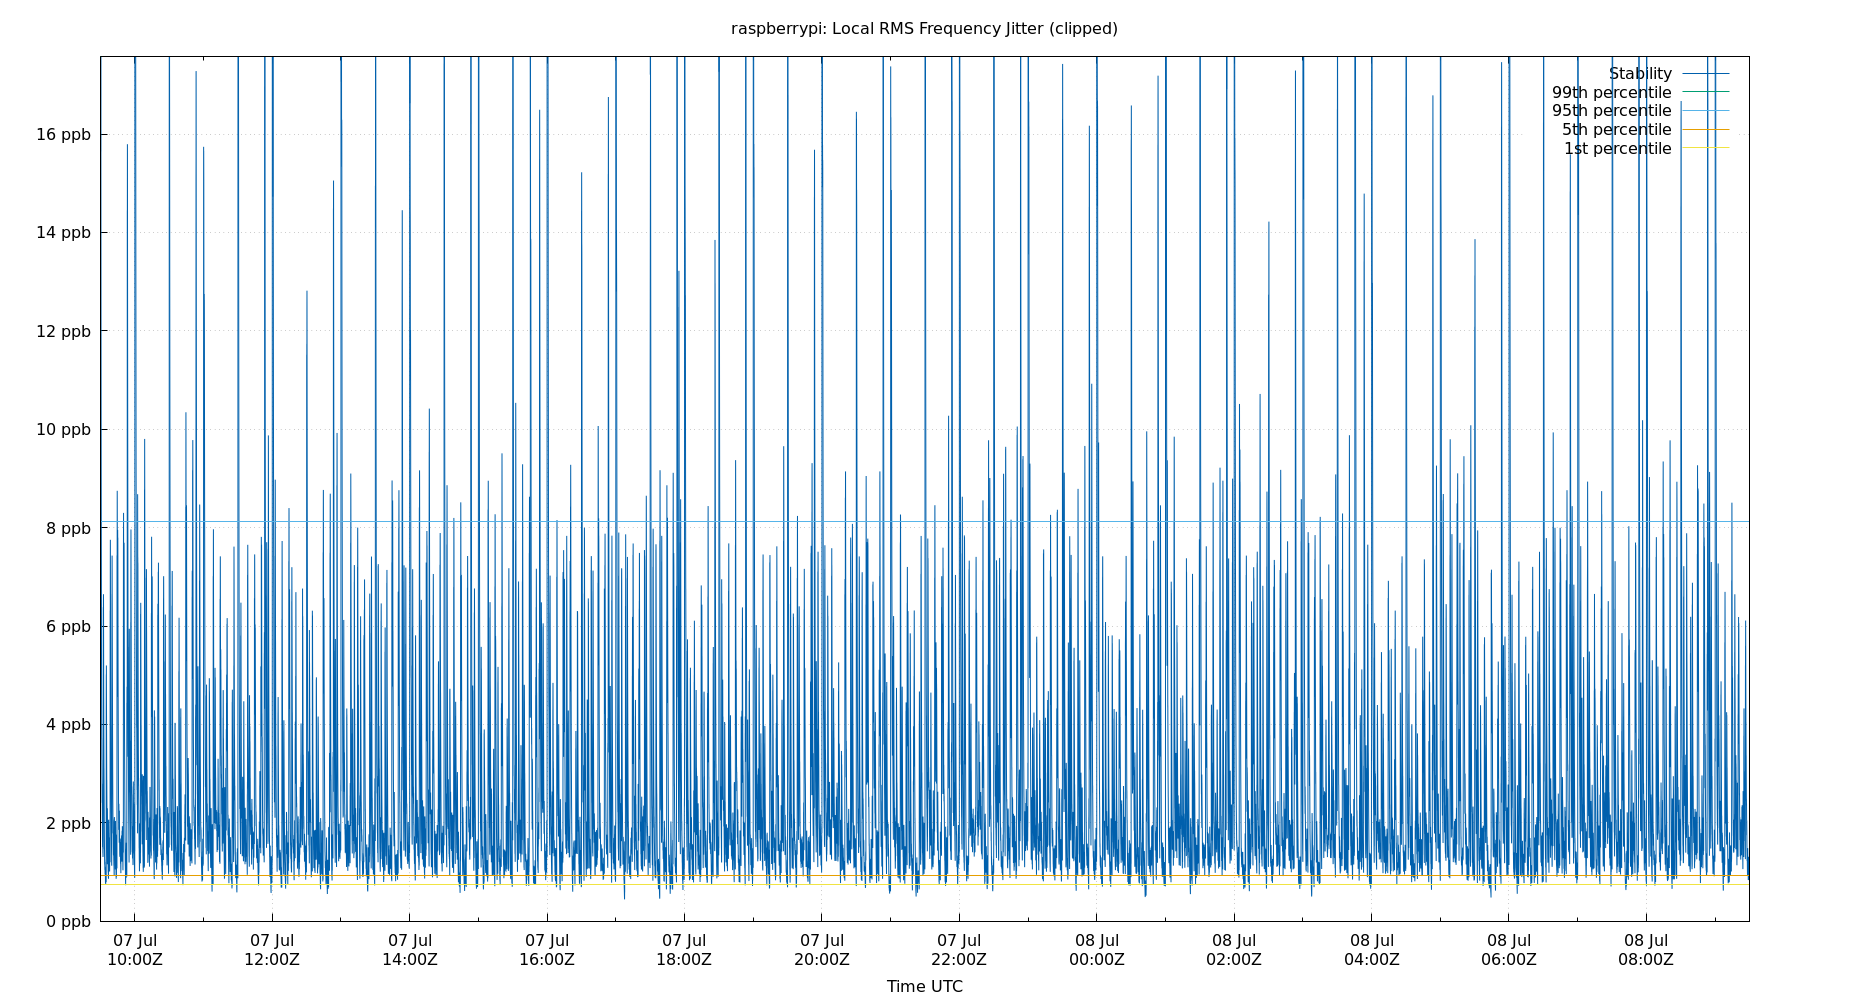 raspberrypi: Local RMS Frequency Jitter (clipped)
Stability
99th percentile
95th percentile
5th percentile
1st percentile
16 ppb
14 ppb
12 ppb
10 ppb
8 ppb
6 ppb
4 ppb
2 ppb
0 ppb
07 Jul 07 Jul 07 Jul 07 Jul 07 Jul 07 Jul 07 Jul 08 Jul 08 Jul 08 Jul 08 Jul 08 Jul
10:00Z 12:00Z 14:00Z 16:00Z 18:00Z 20:00Z 22:00Z 00:00Z 02:00Z 04:00Z 06:00Z 08:00Z
Time UTC